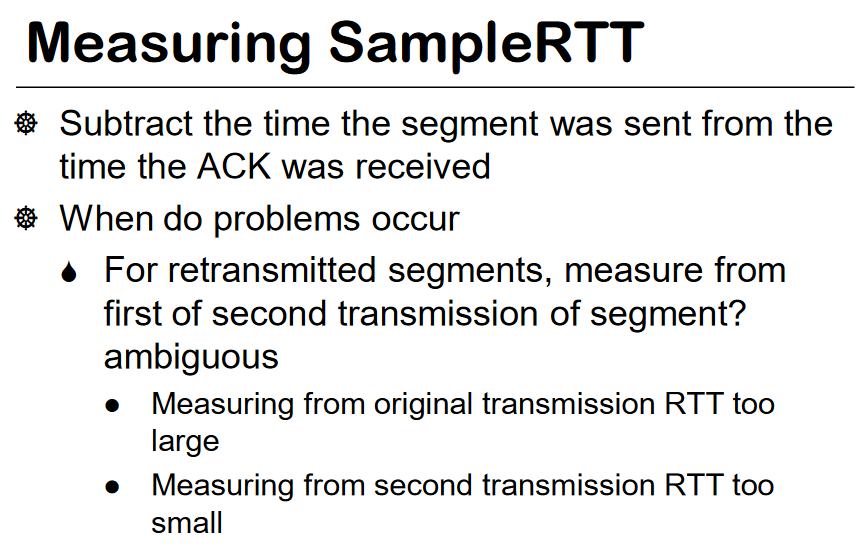 Measuring SampleRTT
Subtract the time the segment was sent from the
time the ACK was received
When do problems occur
For retransmitted segments, measure from
first of second transmission of segment?
ambiguous
Measuring from original transmission RTT too
large
Measuring from second transmission RTT too
small